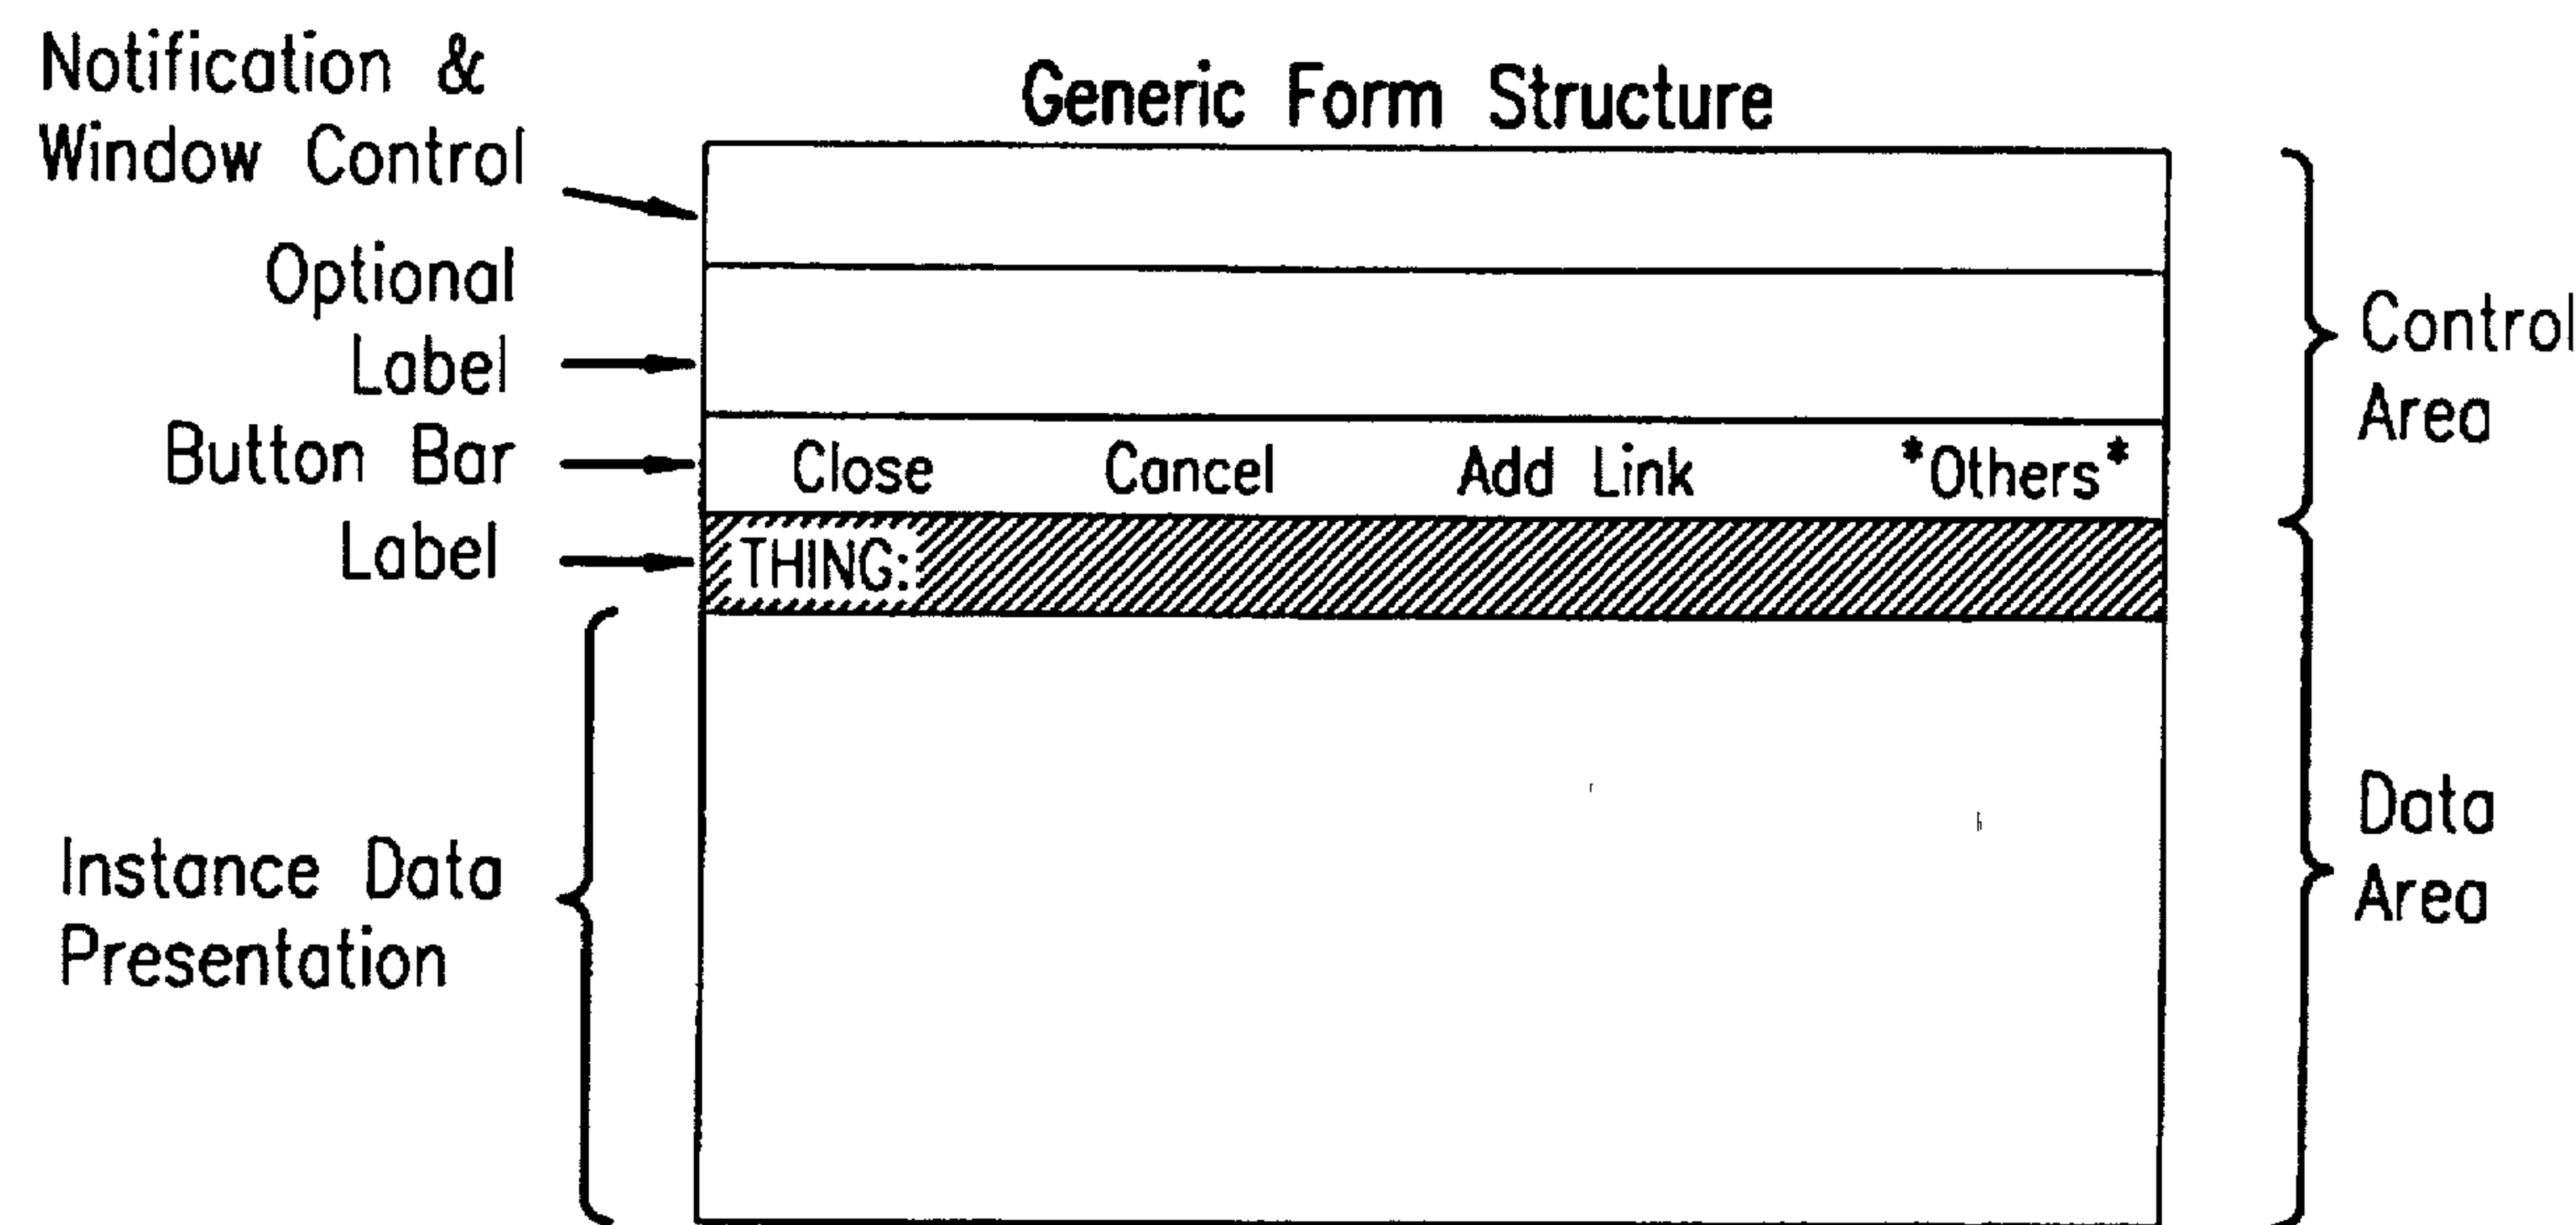 Generic Form Structure
Notification &
Window Control
Optional
Label
Button Bar
Close Cancel Add Link *Others*
Label
THING:
Instance Data
Presentation
Control
Area
Data
Area